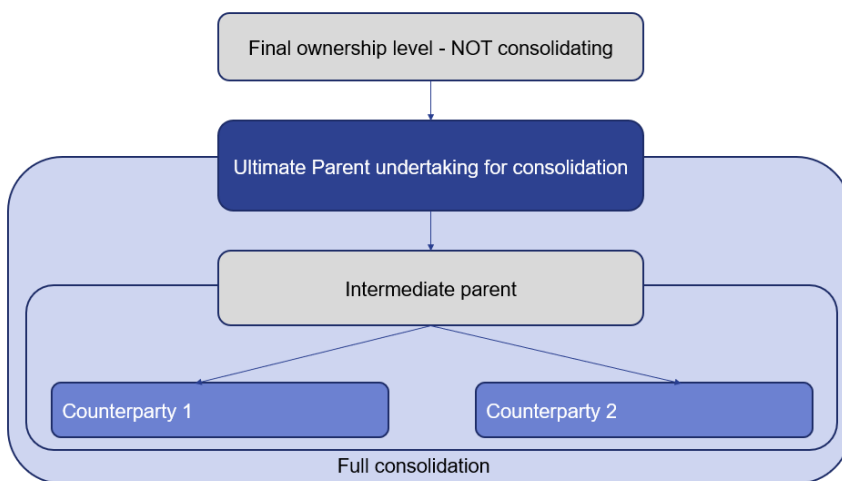 Final ownership level - NOT consolidating
Ultimate Parent undertaking for consolidation
Intermediate parent
Counterparty 1
Counterparty 2
Full consolidation